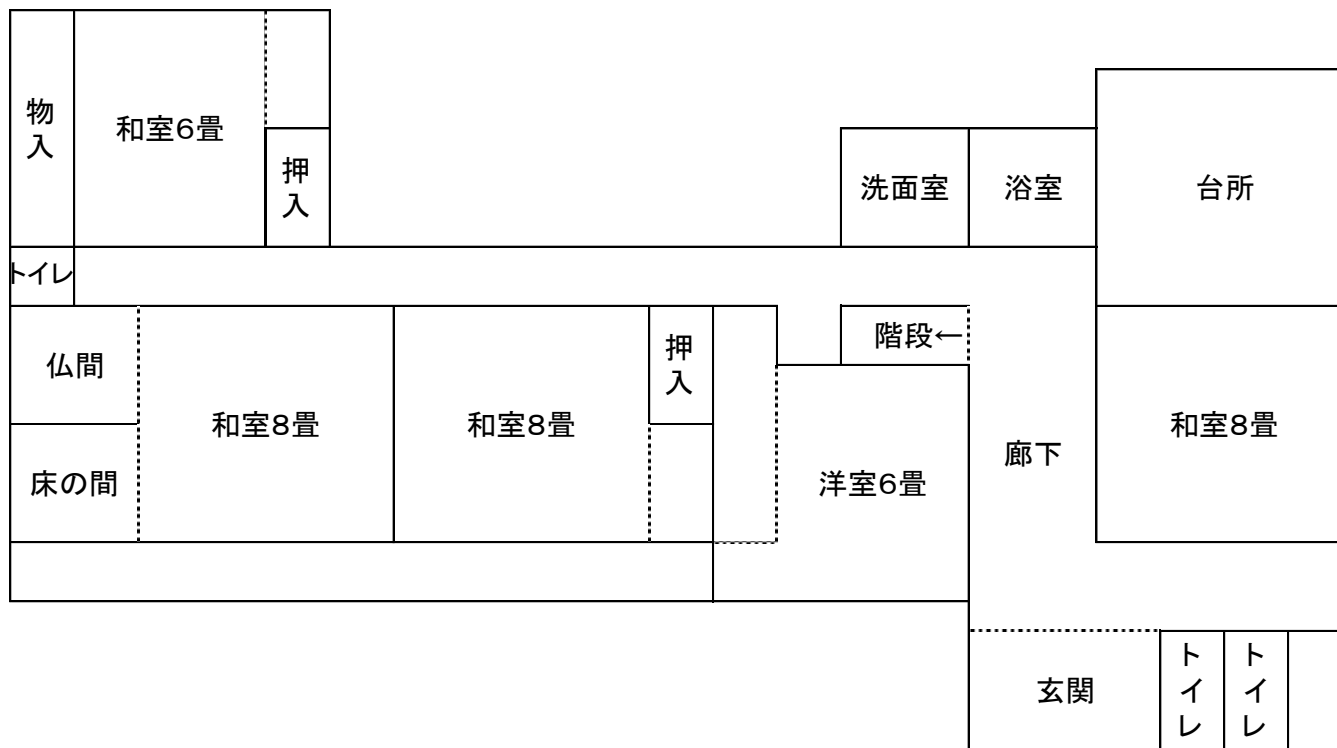 物入
和室6畳
押入
洗面室
浴室
台所
トイレ
仏間
和室8畳
和室8畳
押入
階段←
床の間
洋室6畳
廊下
和室8畳
玄関
トイレ
トイレ